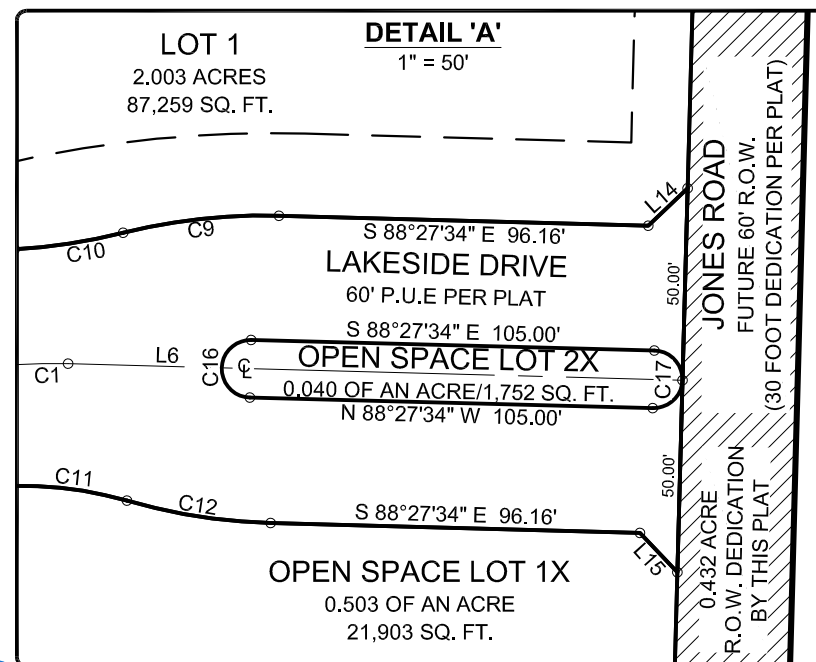 DETAIL 'A'
1" = 50'
LOT 1
2.003 ACRES
87,259 SQ. FT.
L14
C9
C10
S 88°27'34" E 96.16'
LAKESIDE DRIVE
60' P.U.E PER PLAT
50.00'
JONES ROAD
FUTURE 60' R.O.W.
(30 FOOT DEDICATION PER PLAT)
S 88°27'34" E 105.00'
C1
L6
C16
℄
OPEN SPACE LOT 2X
C17
0.040 OF AN ACRE/1,752 SQ. FT.
N 88°27'34" W 105.00'
50.00'
C11
C12
S 88°27'34" E 96.16'
L15
OPEN SPACE LOT 1X
0.503 OF AN ACRE
21,903 SQ. FT.
0.432 ACRE
R.O.W. DEDICATION
BY THIS PLAT